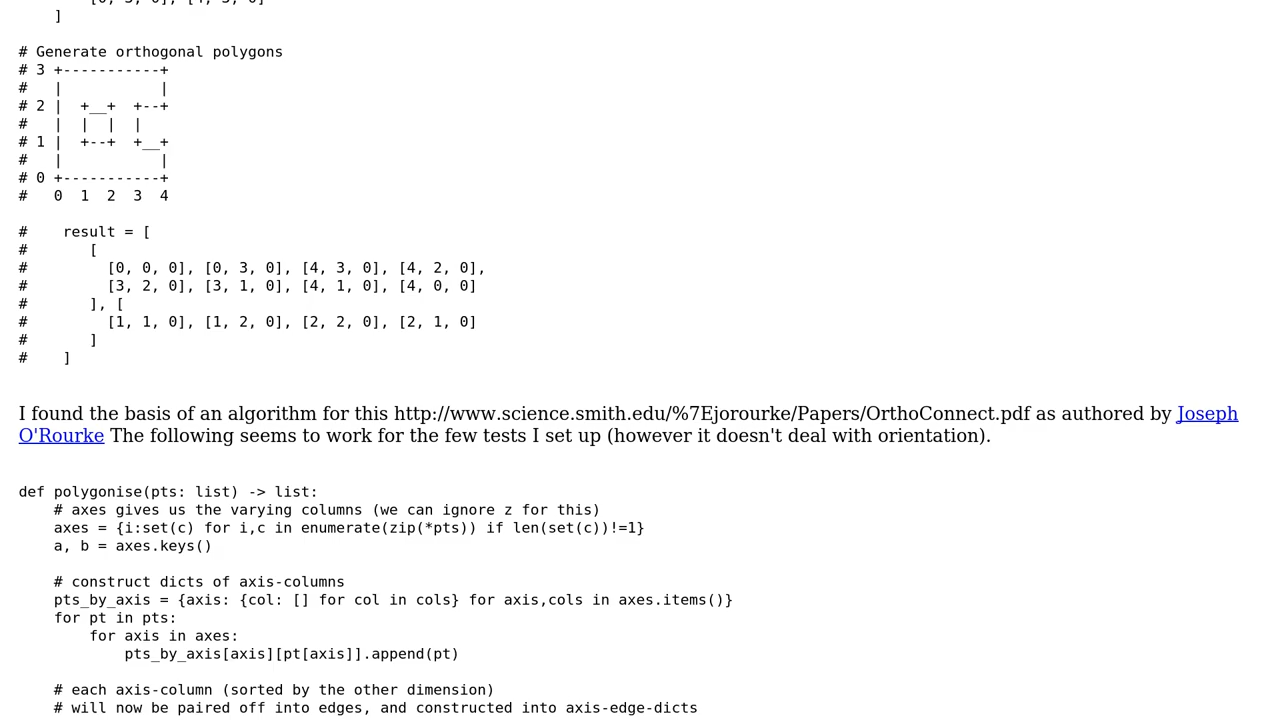 [0, 3, 0], [4, 3, 0]
    ]
# Generate orthogonal polygons
# 3 +-----------+
#   |           |
# 2 |  +__+  +--+
#   |  |  |  |
# 1 |  +--+  +__+
#   |           |
# 0 +-----------+
#   0  1  2  3  4
#    result = [
#       [
#         [0, 0, 0], [0, 3, 0], [4, 3, 0], [4, 2, 0],
#         [3, 2, 0], [3, 1, 0], [4, 1, 0], [4, 0, 0]
#       ], [
#         [1, 1, 0], [1, 2, 0], [2, 2, 0], [2, 1, 0]
#       ]
#    ]
I found the basis of an algorithm for this http://www.science.smith.edu/%7Ejorourke/Papers/OrthoConnect.pdf as authored by Joseph
O'Rourke The following seems to work for the few tests I set up (however it doesn't deal with orientation).
def polygonise(pts: list) -> list:
    # axes gives us the varying columns (we can ignore z for this)
    axes = {i:set(c) for i,c in enumerate(zip(*pts)) if len(set(c))!=1}
    a, b = axes.keys()
    # construct dicts of axis-columns
    pts_by_axis = {axis: {col: [] for col in cols} for axis,cols in axes.items()}
    for pt in pts:
        for axis in axes:
            pts_by_axis[axis][pt[axis]].append(pt)
    # each axis-column (sorted by the other dimension)
    # will now be paired off into edges, and constructed into axis-edge-dicts